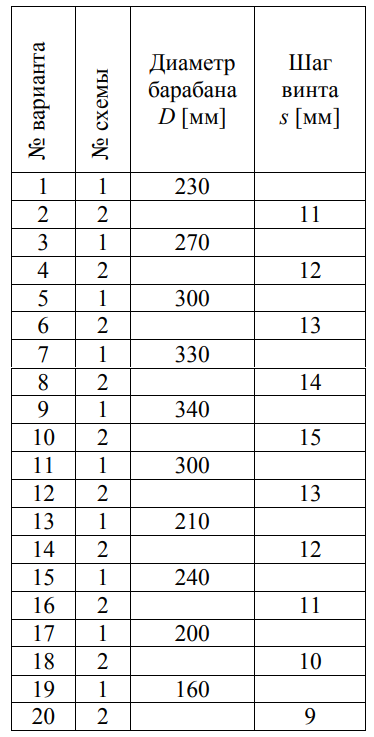 № варианта
№ схемы
Диаметр
барабана
D [мм]
Шаг
винта
s [мм]
1 1 230
2 2 11
3 1 270
4 2 12
5 1 300
6 2 13
7 1 330
8 2 14
9 1 340
10 2 15
11 1 300
12 2 13
13 1 210
14 2 12
15 1 240
16 2 11
17 1 200
18 2 10
19 1 160
20 2 9